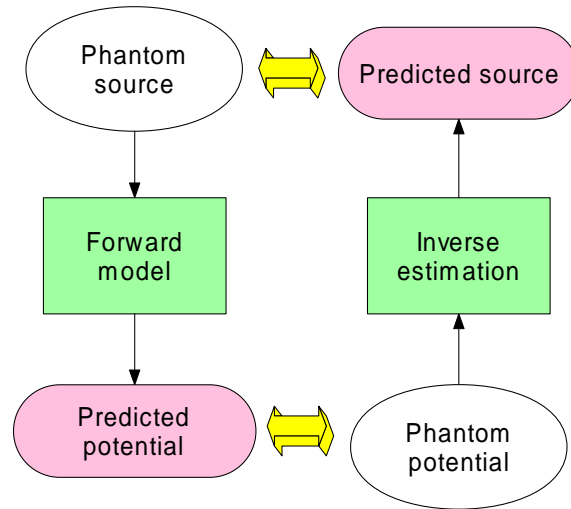 Phantom
source
Predicted source
Forward
model
Inverse
estimation
Predicted
potential
Phantom
potential